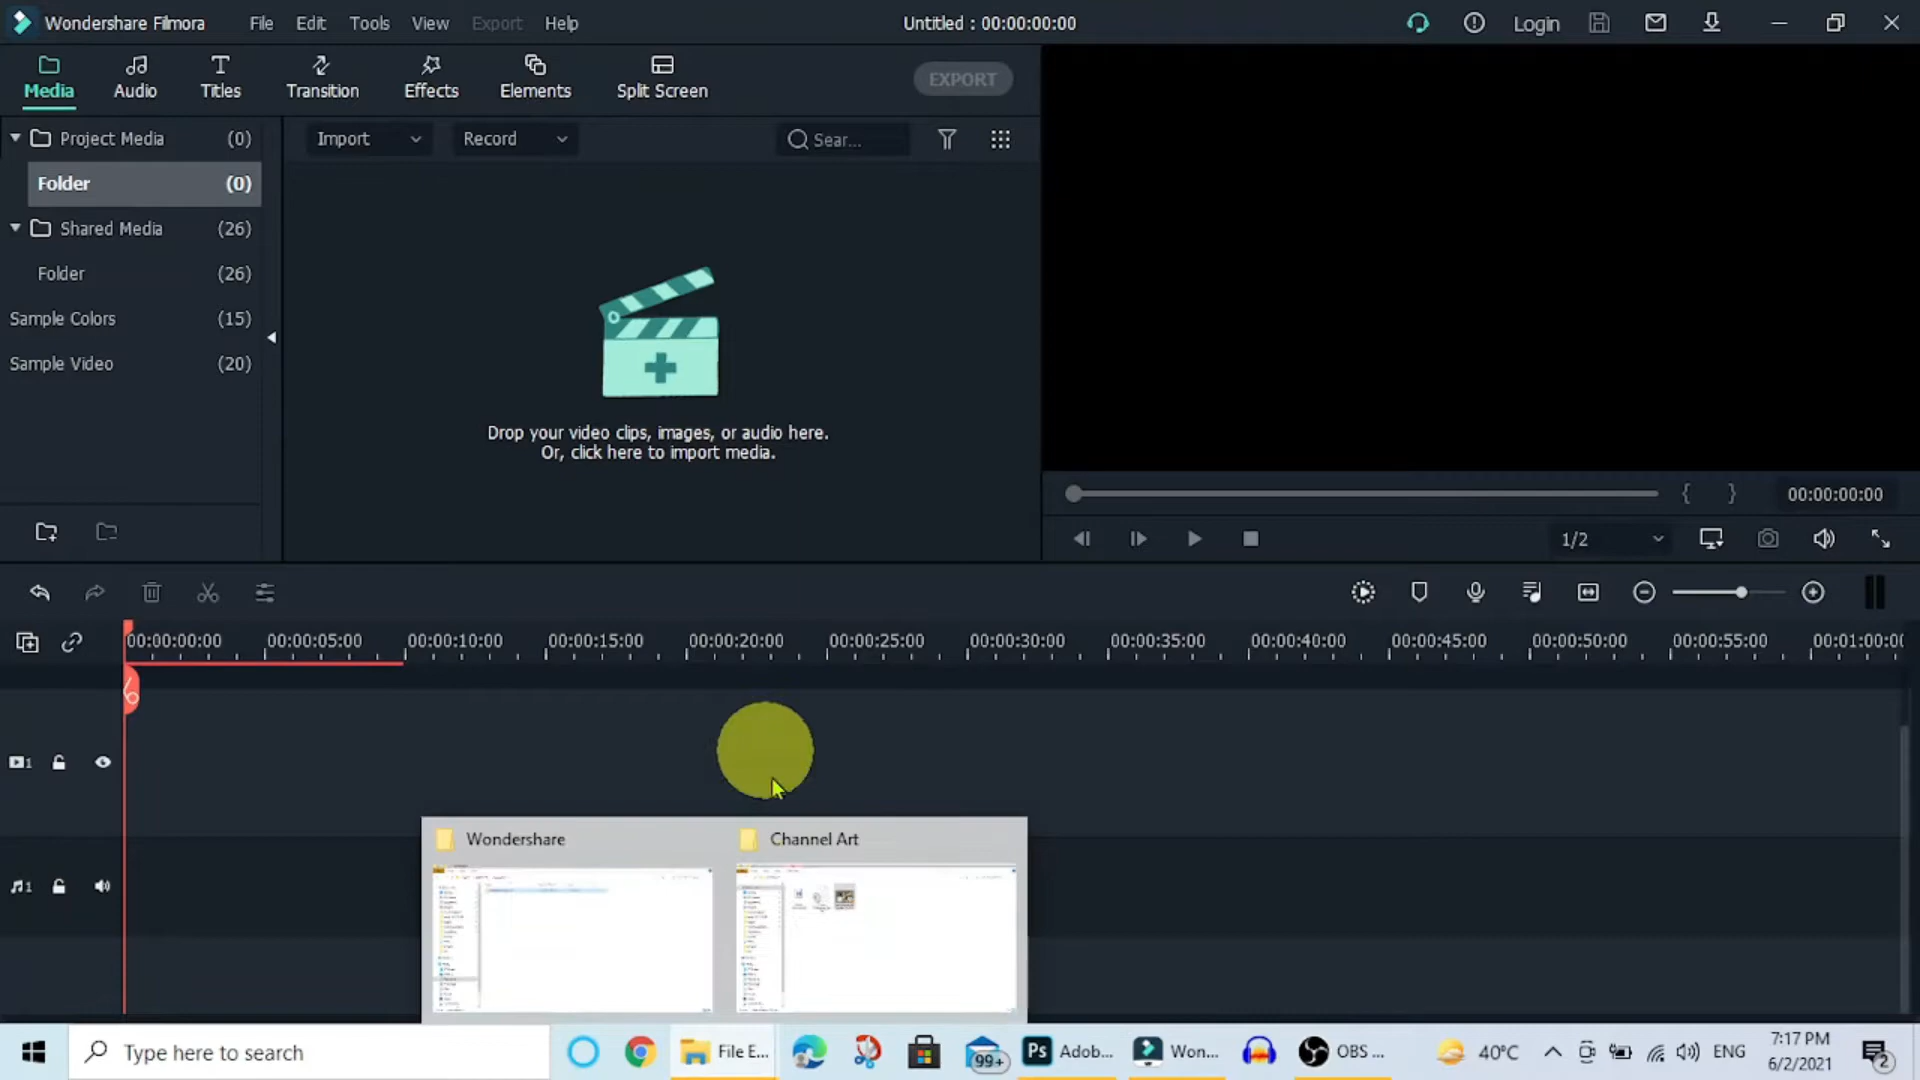 Wondershare Filmora File Edit Tools View Export Help Untitled : 00:00:00:00 Login
Media Audio Titles Transition Effects Elements Split Screen EXPORT
Project Media (0)
Folder (0)
Shared Media (26)
Folder (26)
Sample Colors (15)
Sample Video (20)
Import Record Sear...
Drop your video clips, images, or audio here.
Or, click here to import media.
{ } 00:00:00:00
1/2
00:00:00:00 00:00:05:00 00:00:10:00 00:00:15:00 00:00:20:00 00:00:25:00 00:00:30:00 00:00:35:00 00:00:40:00 00:00:45:00 00:00:50:00 00:00:55:00 00:01:00:0
1
1
Wondershare Channel Art
Type here to search File E... 99+ Ps Adob... Won... OBS ... 40°C ENG
7:17 PM
6/2/2021
2